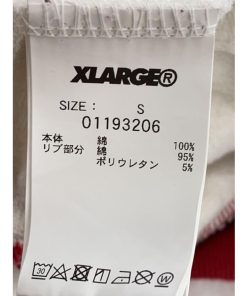 XLARGE®
SIZE: S
01193206
本体 綿 100%
リブ部分 綿 95%
ポリウレタン 5%
30
W